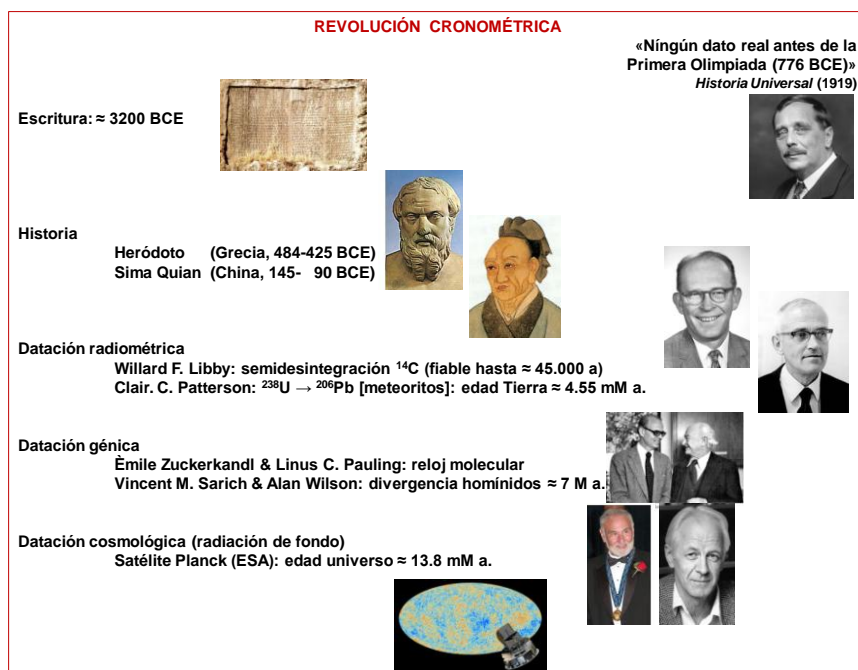 REVOLUCIÓN CRONOMÉTRICA
«Níngún dato real antes de la
Primera Olimpiada (776 BCE)»
Historia Universal (1919)
Escritura: ≈ 3200 BCE
Historia
Heródoto (Grecia, 484-425 BCE)
Sima Quian (China, 145- 90 BCE)
Datación radiométrica
Willard F. Libby: semidesintegración ¹⁴C (fiable hasta ≈ 45.000 a)
Clair. C. Patterson: ²³⁸U → ²⁰⁶Pb [meteoritos]: edad Tierra ≈ 4.55 mM a.
Datación génica
Èmile Zuckerkandl & Linus C. Pauling: reloj molecular
Vincent M. Sarich & Alan Wilson: divergencia homínidos ≈ 7 M a.
Datación cosmológica (radiación de fondo)
Satélite Planck (ESA): edad universo ≈ 13.8 mM a.